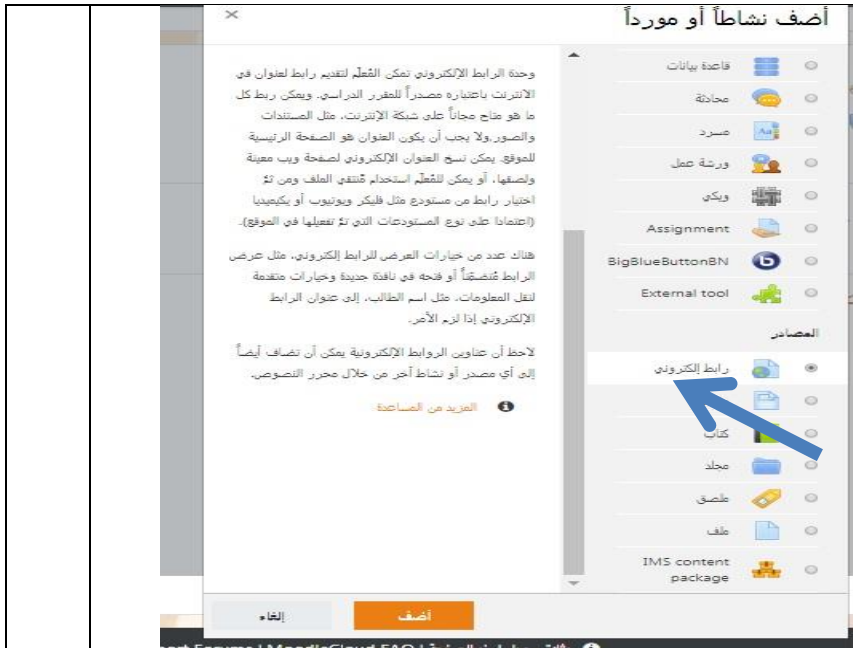 أضف نشاطاً أو مورداً
×
قاعدة بيانات
محادثة
مسرد
ورشة عمل
ويكي
Assignment
BigBlueButtonBN
External tool
المصادر
رابط إلكتروني
كتاب
مجلد
ملصق
ملف
IMS content
package
وحدة الرابط الإلكتروني تمكن المُعلّم لتقديم رابط لعنوان في
الانترنت باعتباره مصدراً للمقرر الدراسي. ويمكن ربط كل
ما هو متاح مجاناً على شبكة الإنترنت، مثل المستندات
والصور.ولا يجب أن يكون العنوان هو الصفحة الرئيسية
للموقع. يمكن نسخ العنوان الإلكتروني لصفحة ويب معينة
ولصقها، أو يمكن للمُعلّم استخدام مُنتقي الملف ومن ثمّ
اختيار رابط من مستودع مثل فليكر ويوتيوب أو يكيميديا
(اعتمادا على نوع المستودعات التي تمّ تفعيلها في الموقع).
هناك عدد من خيارات العرض للرابط إلكتروني، مثل عرض
الرابط مُتضمّناً أو فتحه في نافذة جديدة وخيارات متقدمة
لنقل المعلومات، مثل اسم الطالب، إلى عنوان الرابط
الإلكتروني إذا لزم الأمر.
لاحظ أن عناوين الروابط الإلكترونية يمكن أن تضاف أيضاً
إلى أي مصدر أو نشاط آخر من خلال محرر النصوص.
المزيد من المساعدة
أضف
إلغاء